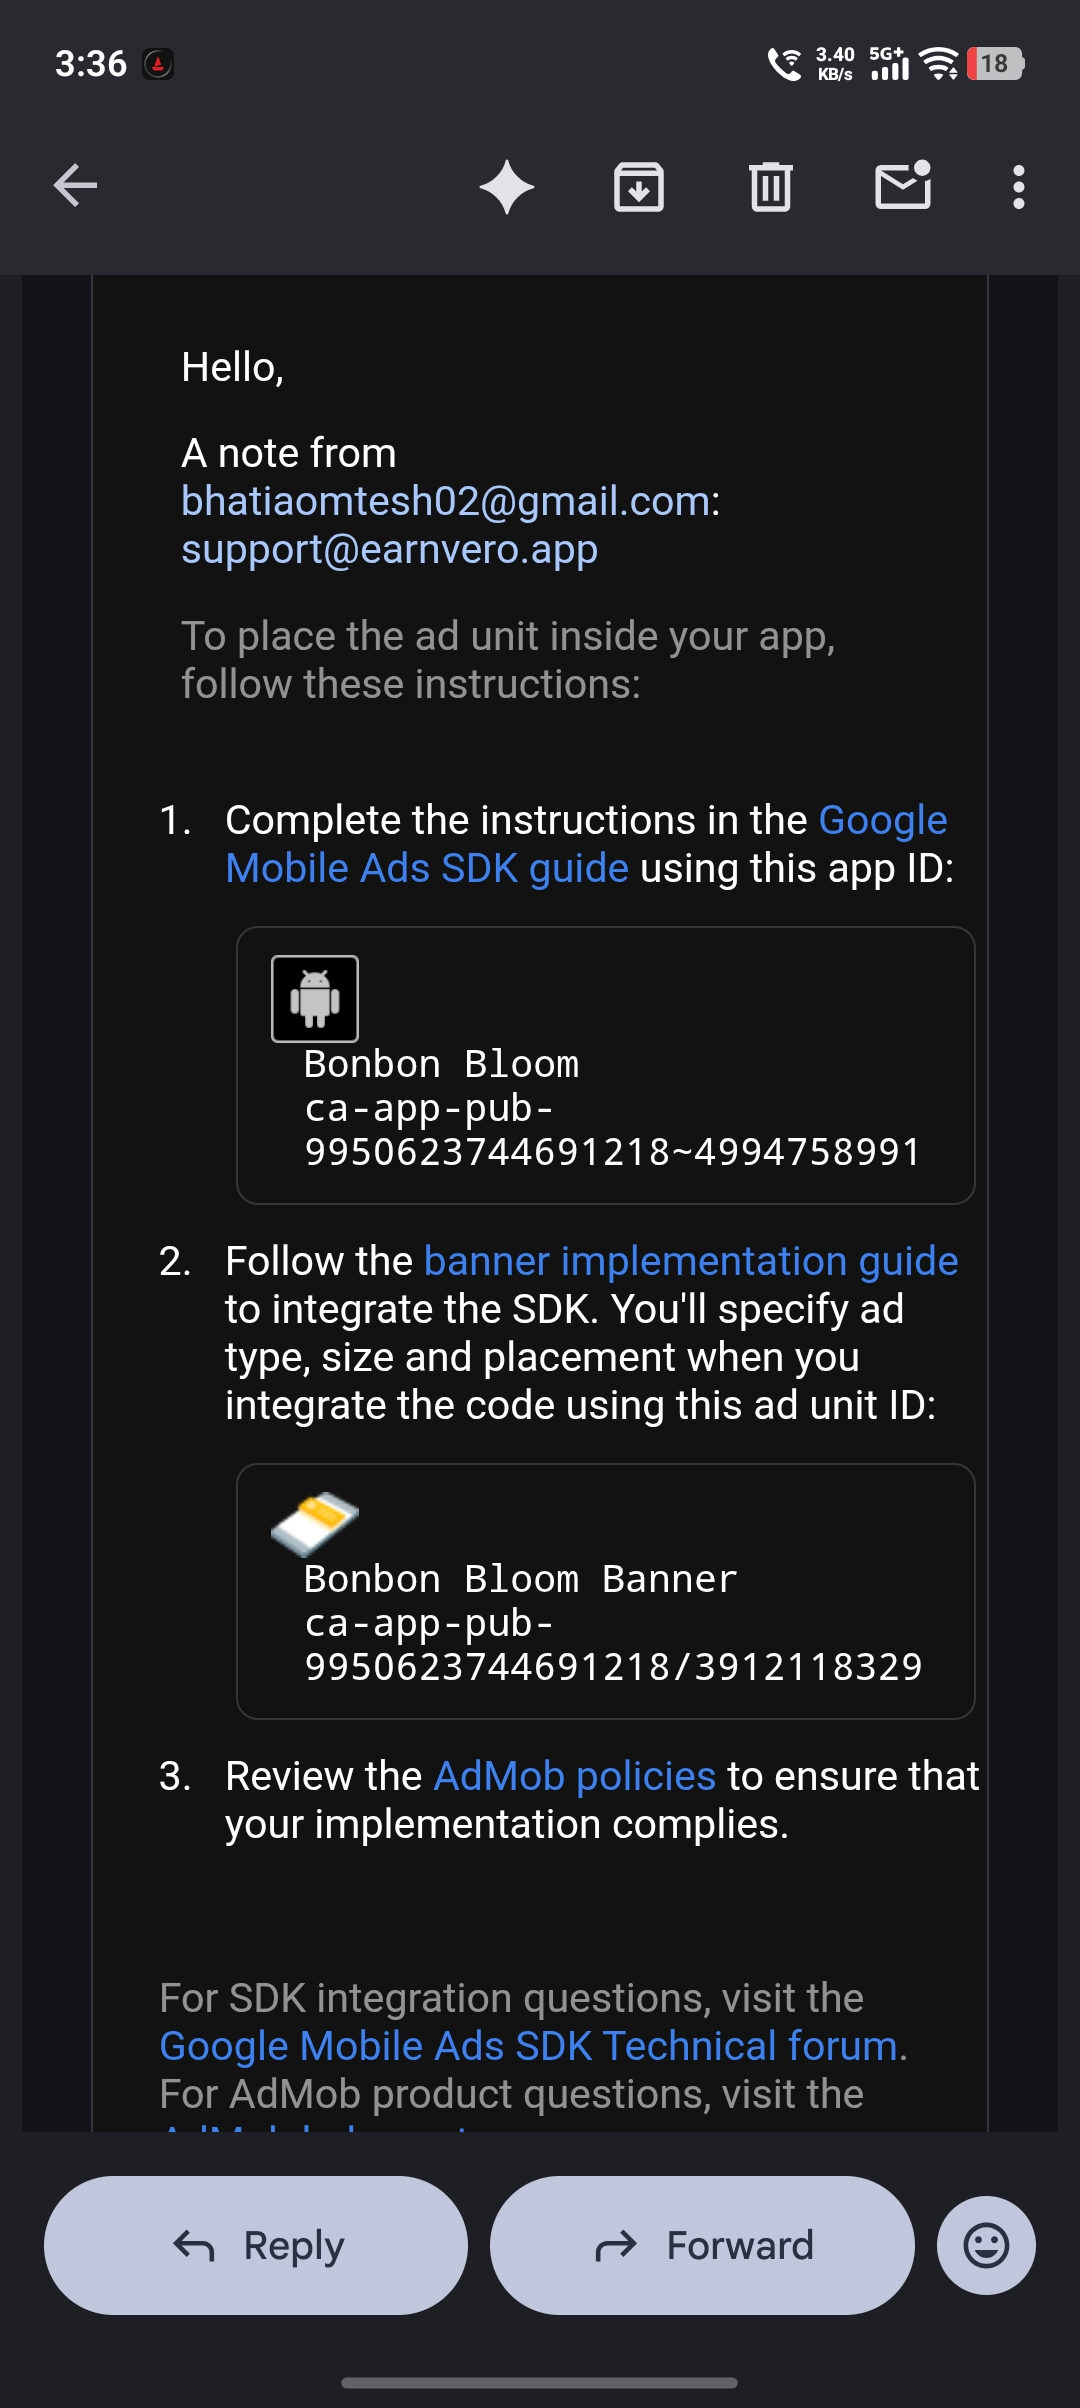 3:36
3.40
KB/s
5G+
18
Hello,
A note from
bhatiaomtesh02@gmail.com:
support@earnvero.app
To place the ad unit inside your app,
follow these instructions:
1. Complete the instructions in the Google
Mobile Ads SDK guide using this app ID:
Bonbon Bloom
ca-app-pub-
9950623744691218~4994758991
2. Follow the banner implementation guide
to integrate the SDK. You'll specify ad
type, size and placement when you
integrate the code using this ad unit ID:
Bonbon Bloom Banner
ca-app-pub-
9950623744691218/3912118329
3. Review the AdMob policies to ensure that
your implementation complies.
For SDK integration questions, visit the
Google Mobile Ads SDK Technical forum.
For AdMob product questions, visit the
Reply
Forward